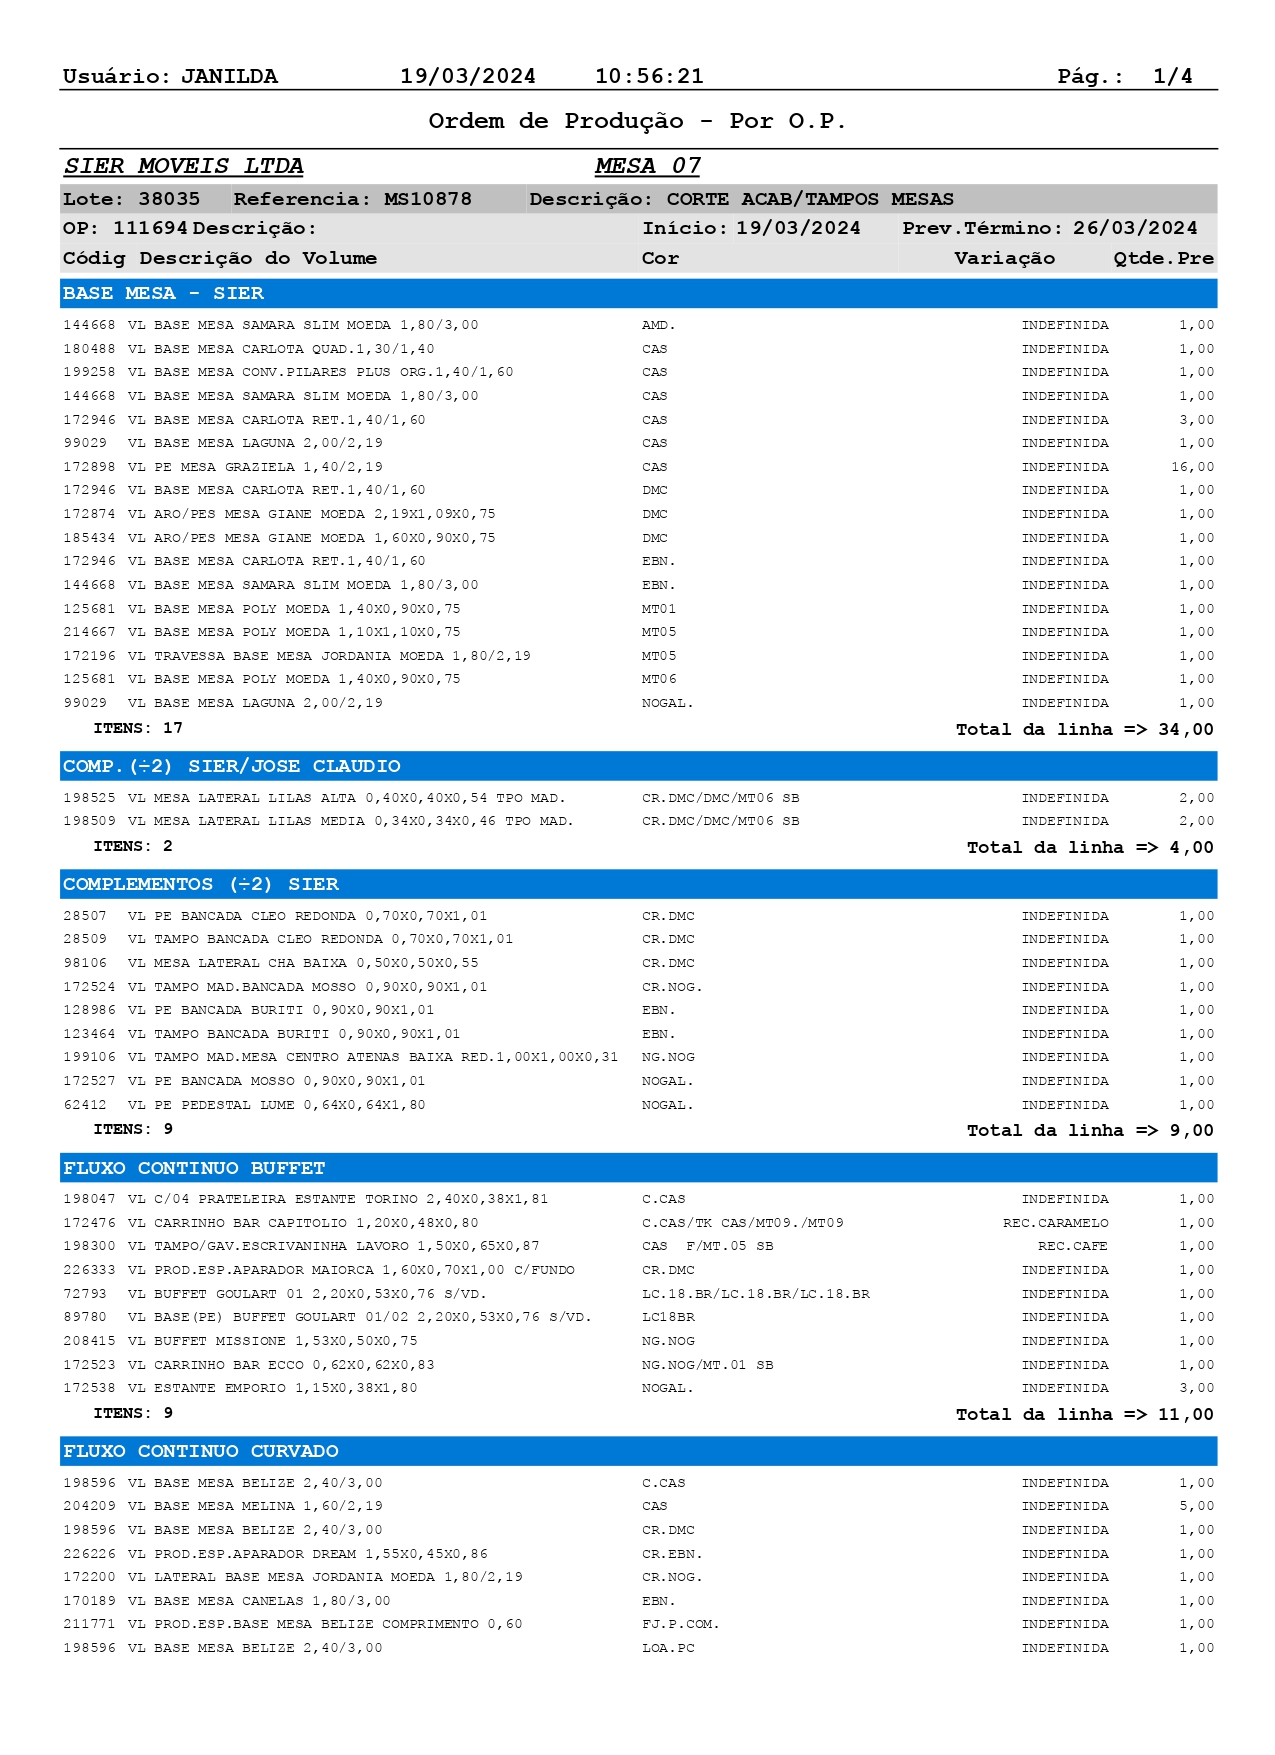 Usuário: JANILDA 19/03/2024 10:56:21 Pág.: 1/4
Ordem de Produção - Por O.P.
SIER MOVEIS LTDA MESA 07
Lote: 38035 Referencia: MS10878 Descrição: CORTE ACAB/TAMPOS MESAS
OP: 111694 Descrição: Início: 19/03/2024 Prev.Término: 26/03/2024
Códig Descrição do Volume Cor Variação Qtde.Pre
BASE MESA - SIER
144668 VL BASE MESA SAMARA SLIM MOEDA 1,80/3,00 AMD. INDEFINIDA 1,00
180488 VL BASE MESA CARLOTA QUAD.1,30/1,40 CAS INDEFINIDA 1,00
199258 VL BASE MESA CONV.PILARES PLUS ORG.1,40/1,60 CAS INDEFINIDA 1,00
144668 VL BASE MESA SAMARA SLIM MOEDA 1,80/3,00 CAS INDEFINIDA 1,00
172946 VL BASE MESA CARLOTA RET.1,40/1,60 CAS INDEFINIDA 3,00
99029 VL BASE MESA LAGUNA 2,00/2,19 CAS INDEFINIDA 1,00
172898 VL PE MESA GRAZIELA 1,40/2,19 CAS INDEFINIDA 16,00
172946 VL BASE MESA CARLOTA RET.1,40/1,60 DMC INDEFINIDA 1,00
172874 VL ARO/PES MESA GIANE MOEDA 2,19X1,09X0,75 DMC INDEFINIDA 1,00
185434 VL ARO/PES MESA GIANE MOEDA 1,60X0,90X0,75 DMC INDEFINIDA 1,00
172946 VL BASE MESA CARLOTA RET.1,40/1,60 EBN. INDEFINIDA 1,00
144668 VL BASE MESA SAMARA SLIM MOEDA 1,80/3,00 EBN. INDEFINIDA 1,00
125681 VL BASE MESA POLY MOEDA 1,40X0,90X0,75 MT01 INDEFINIDA 1,00
214667 VL BASE MESA POLY MOEDA 1,10X1,10X0,75 MT05 INDEFINIDA 1,00
172196 VL TRAVESSA BASE MESA JORDANIA MOEDA 1,80/2,19 MT05 INDEFINIDA 1,00
125681 VL BASE MESA POLY MOEDA 1,40X0,90X0,75 MT06 INDEFINIDA 1,00
99029 VL BASE MESA LAGUNA 2,00/2,19 NOGAL. INDEFINIDA 1,00
ITENS: 17 Total da linha => 34,00
COMP.(÷2) SIER/JOSE CLAUDIO
198525 VL MESA LATERAL LILAS ALTA 0,40X0,40X0,54 TPO MAD. CR.DMC/DMC/MT06 SB INDEFINIDA 2,00
198509 VL MESA LATERAL LILAS MEDIA 0,34X0,34X0,46 TPO MAD. CR.DMC/DMC/MT06 SB INDEFINIDA 2,00
ITENS: 2 Total da linha => 4,00
COMPLEMENTOS (÷2) SIER
28507 VL PE BANCADA CLEO REDONDA 0,70X0,70X1,01 CR.DMC INDEFINIDA 1,00
28509 VL TAMPO BANCADA CLEO REDONDA 0,70X0,70X1,01 CR.DMC INDEFINIDA 1,00
98106 VL MESA LATERAL CHA BAIXA 0,50X0,50X0,55 CR.DMC INDEFINIDA 1,00
172524 VL TAMPO MAD.BANCADA MOSSO 0,90X0,90X1,01 CR.NOG. INDEFINIDA 1,00
128986 VL PE BANCADA BURITI 0,90X0,90X1,01 EBN. INDEFINIDA 1,00
123464 VL TAMPO BANCADA BURITI 0,90X0,90X1,01 EBN. INDEFINIDA 1,00
199106 VL TAMPO MAD.MESA CENTRO ATENAS BAIXA RED.1,00X1,00X0,31 NG.NOG INDEFINIDA 1,00
172527 VL PE BANCADA MOSSO 0,90X0,90X1,01 NOGAL. INDEFINIDA 1,00
62412 VL PE PEDESTAL LUME 0,64X0,64X1,80 NOGAL. INDEFINIDA 1,00
ITENS: 9 Total da linha => 9,00
FLUXO CONTINUO BUFFET
198047 VL C/04 PRATELEIRA ESTANTE TORINO 2,40X0,38X1,81 C.CAS INDEFINIDA 1,00
172476 VL CARRINHO BAR CAPITOLIO 1,20X0,48X0,80 C.CAS/TK CAS/MT09./MT09 REC.CARAMELO 1,00
198300 VL TAMPO/GAV.ESCRIVANINHA LAVORO 1,50X0,65X0,87 CAS F/MT.05 SB REC.CAFE 1,00
226333 VL PROD.ESP.APARADOR MAIORCA 1,60X0,70X1,00 C/FUNDO CR.DMC INDEFINIDA 1,00
72793 VL BUFFET GOULART 01 2,20X0,53X0,76 S/VD. LC.18.BR/LC.18.BR/LC.18.BR INDEFINIDA 1,00
89780 VL BASE(PE) BUFFET GOULART 01/02 2,20X0,53X0,76 S/VD. LC18BR INDEFINIDA 1,00
208415 VL BUFFET MISSIONE 1,53X0,50X0,75 NG.NOG INDEFINIDA 1,00
172523 VL CARRINHO BAR ECCO 0,62X0,62X0,83 NG.NOG/MT.01 SB INDEFINIDA 1,00
172538 VL ESTANTE EMPORIO 1,15X0,38X1,80 NOGAL. INDEFINIDA 3,00
ITENS: 9 Total da linha => 11,00
FLUXO CONTINUO CURVADO
198596 VL BASE MESA BELIZE 2,40/3,00 C.CAS INDEFINIDA 1,00
204209 VL BASE MESA MELINA 1,60/2,19 CAS INDEFINIDA 5,00
198596 VL BASE MESA BELIZE 2,40/3,00 CR.DMC INDEFINIDA 1,00
226226 VL PROD.ESP.APARADOR DREAM 1,55X0,45X0,86 CR.EBN. INDEFINIDA 1,00
172200 VL LATERAL BASE MESA JORDANIA MOEDA 1,80/2,19 CR.NOG. INDEFINIDA 1,00
170189 VL BASE MESA CANELAS 1,80/3,00 EBN. INDEFINIDA 1,00
211771 VL PROD.ESP.BASE MESA BELIZE COMPRIMENTO 0,60 FJ.P.COM. INDEFINIDA 1,00
198596 VL BASE MESA BELIZE 2,40/3,00 LOA.PC INDEFINIDA 1,00